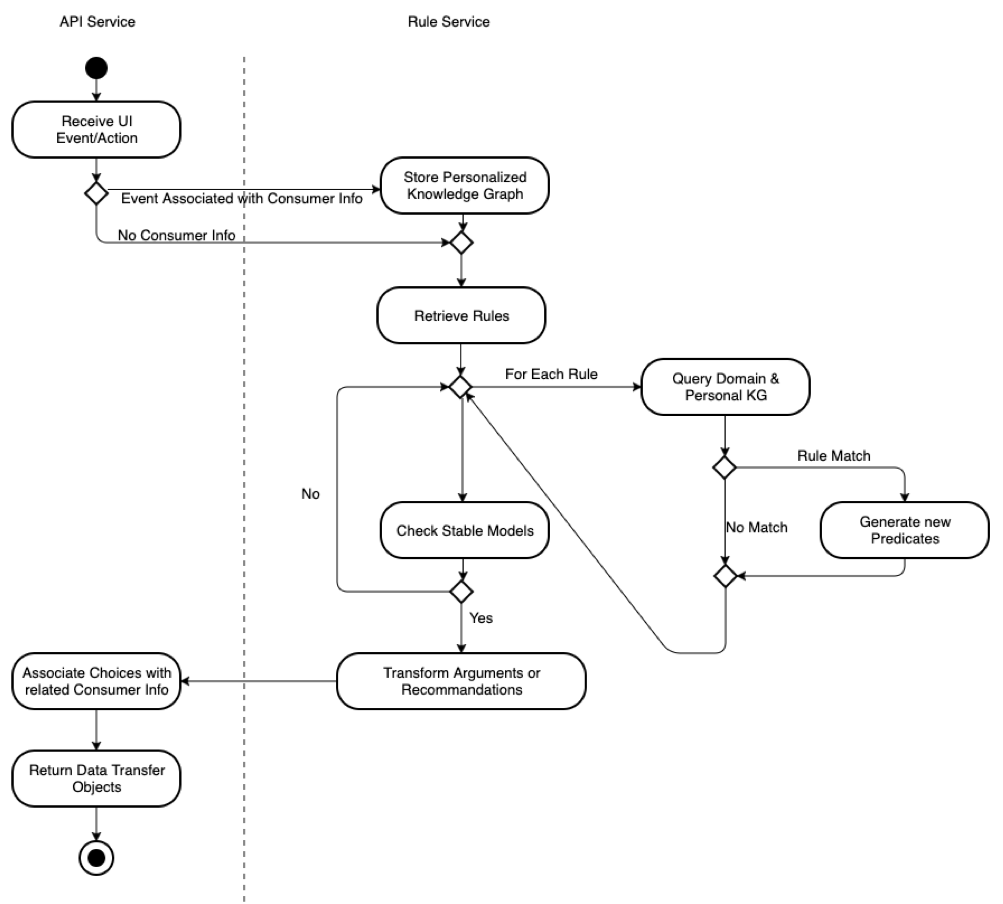 API Service
Rule Service
Receive UI
Event/Action
Store Personalized
Knowledge Graph
Event Associated with Consumer Info
No Consumer Info
Retrieve Rules
For Each Rule
Query Domain &
Personal KG
Rule Match
No
No Match
Generate new
Predicates
Check Stable Models
Yes
Associate Choices with
related Consumer Info
Transform Arguments or
Recommandations
Return Data Transfer
Objects